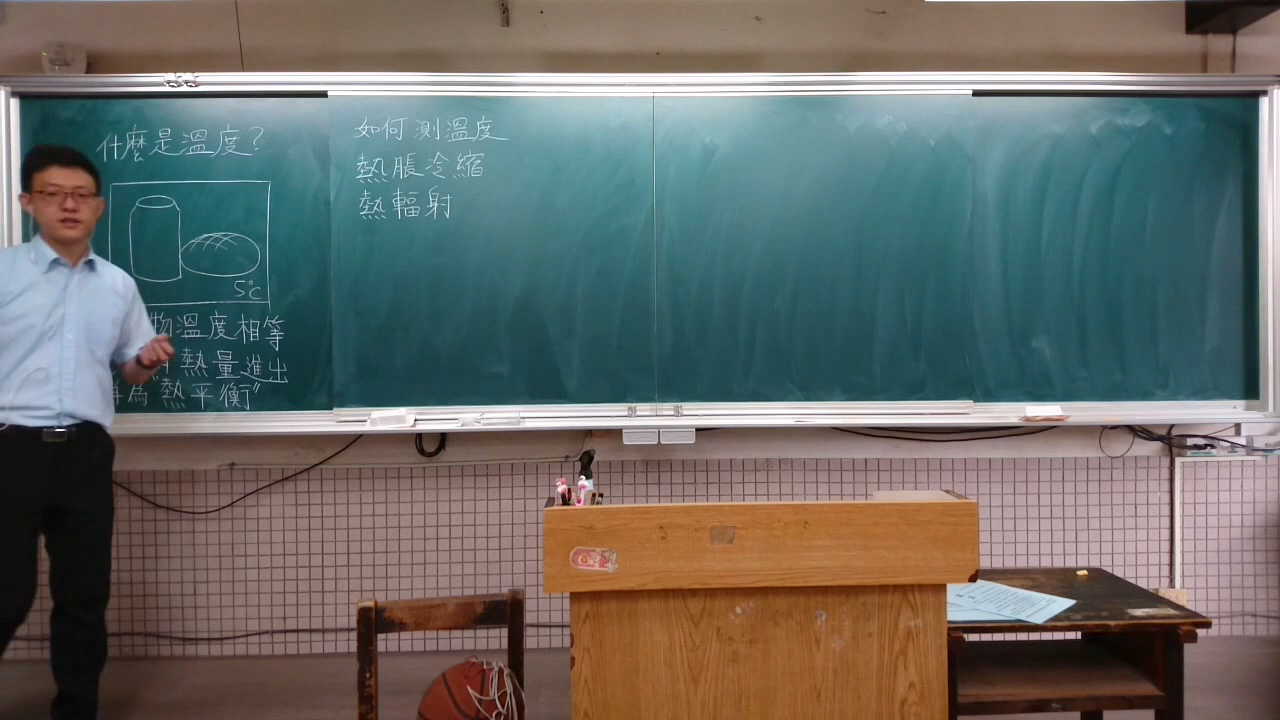 什麼是溫度?
5℃
物溫度相等
熱量進出
為"熱平衡"
如何測溫度
熱脹冷縮
熱輻射